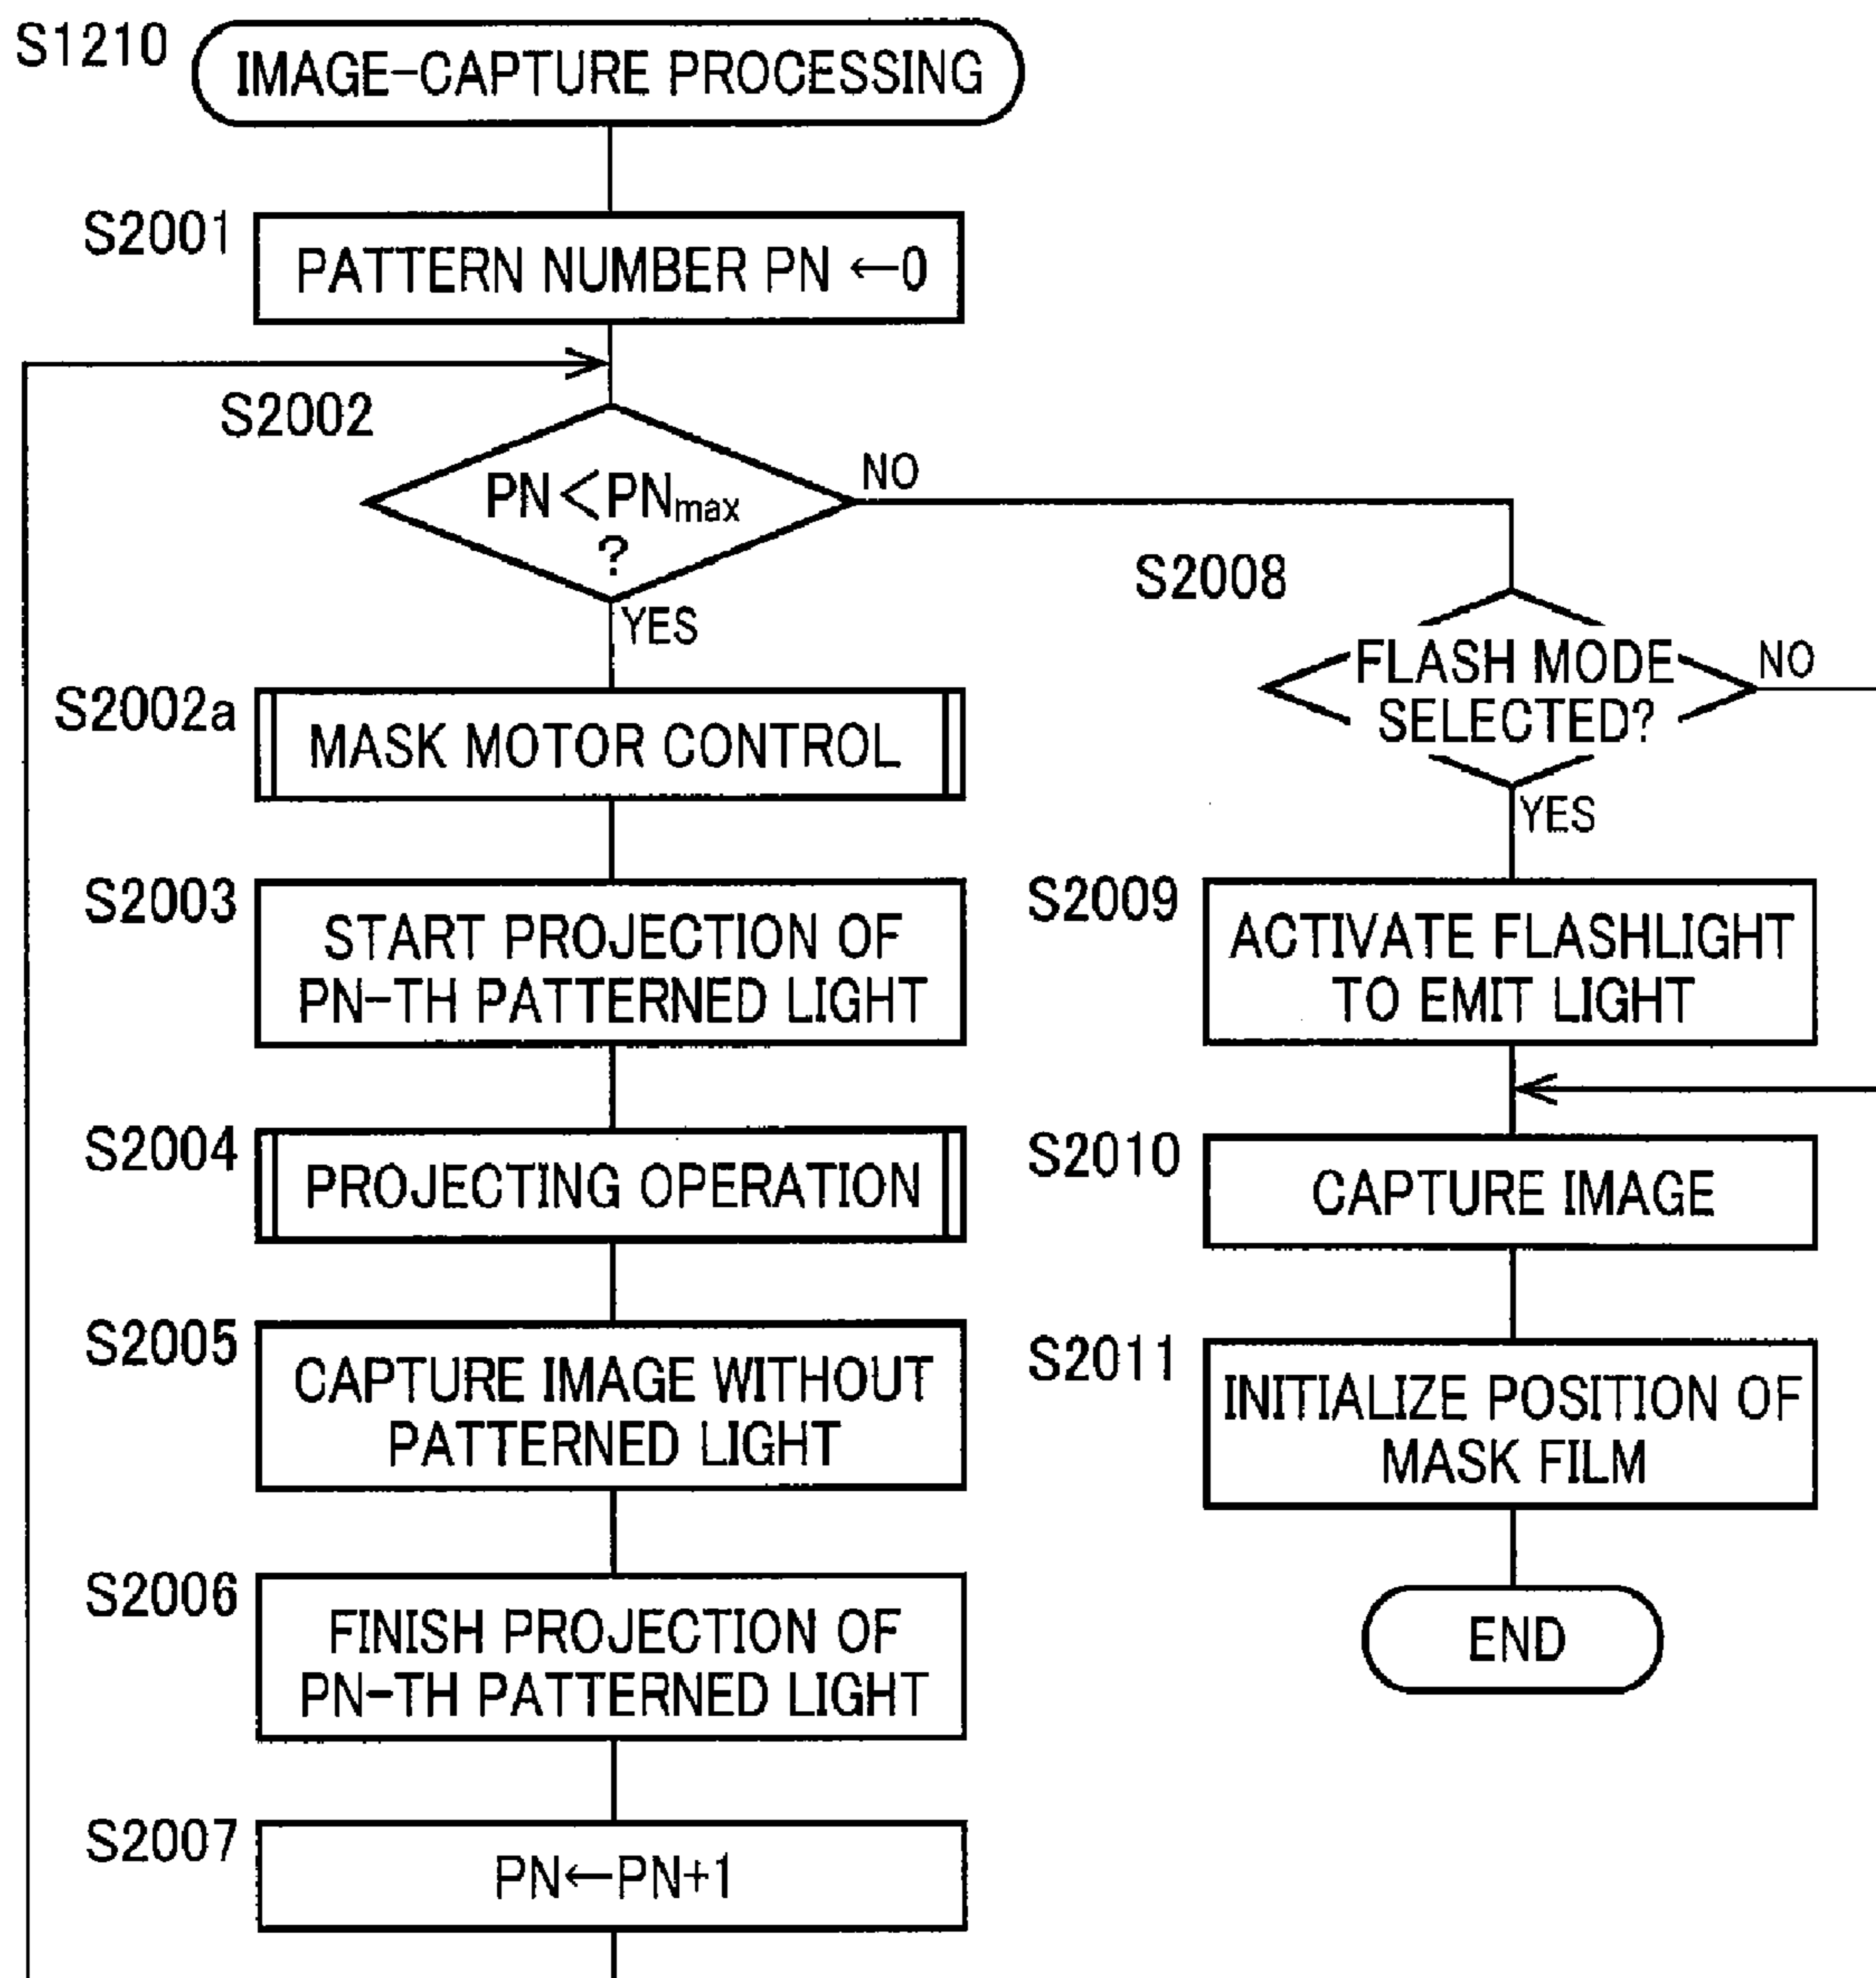 S1210
IMAGE-CAPTURE PROCESSING
S2001
PATTERN NUMBER PN ←0
S2002
PN<PNmax
?
NO
YES
S2002a
MASK MOTOR CONTROL
S2003
START PROJECTION OF
PN-TH PATTERNED LIGHT
S2004
PROJECTING OPERATION
S2005
CAPTURE IMAGE WITHOUT
PATTERNED LIGHT
S2006
FINISH PROJECTION OF
PN-TH PATTERNED LIGHT
S2007
PN←PN+1
S2008
FLASH MODE
SELECTED?
NO
YES
S2009
ACTIVATE FLASHLIGHT
TO EMIT LIGHT
S2010
CAPTURE IMAGE
S2011
INITIALIZE POSITION OF
MASK FILM
END